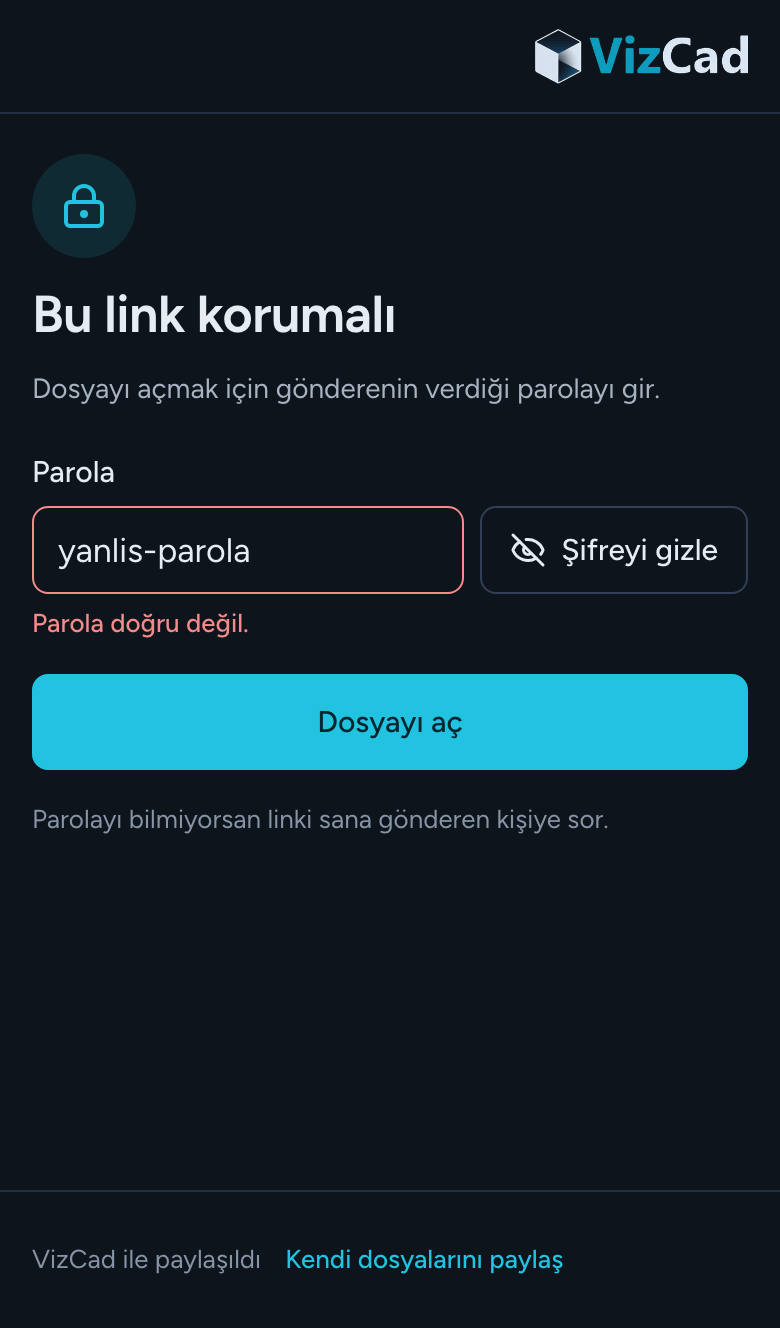 VizCad
Bu link korumalı
Dosyayı açmak için gönderenin verdiği parolayı gir.
Parola
yanlis-parola
Şifreyi gizle
Parola doğru değil.
Dosyayı aç
Parolayı bilmiyorsan linki sana gönderen kişiye sor.
VizCad ile paylaşıldı Kendi dosyalarını paylaş